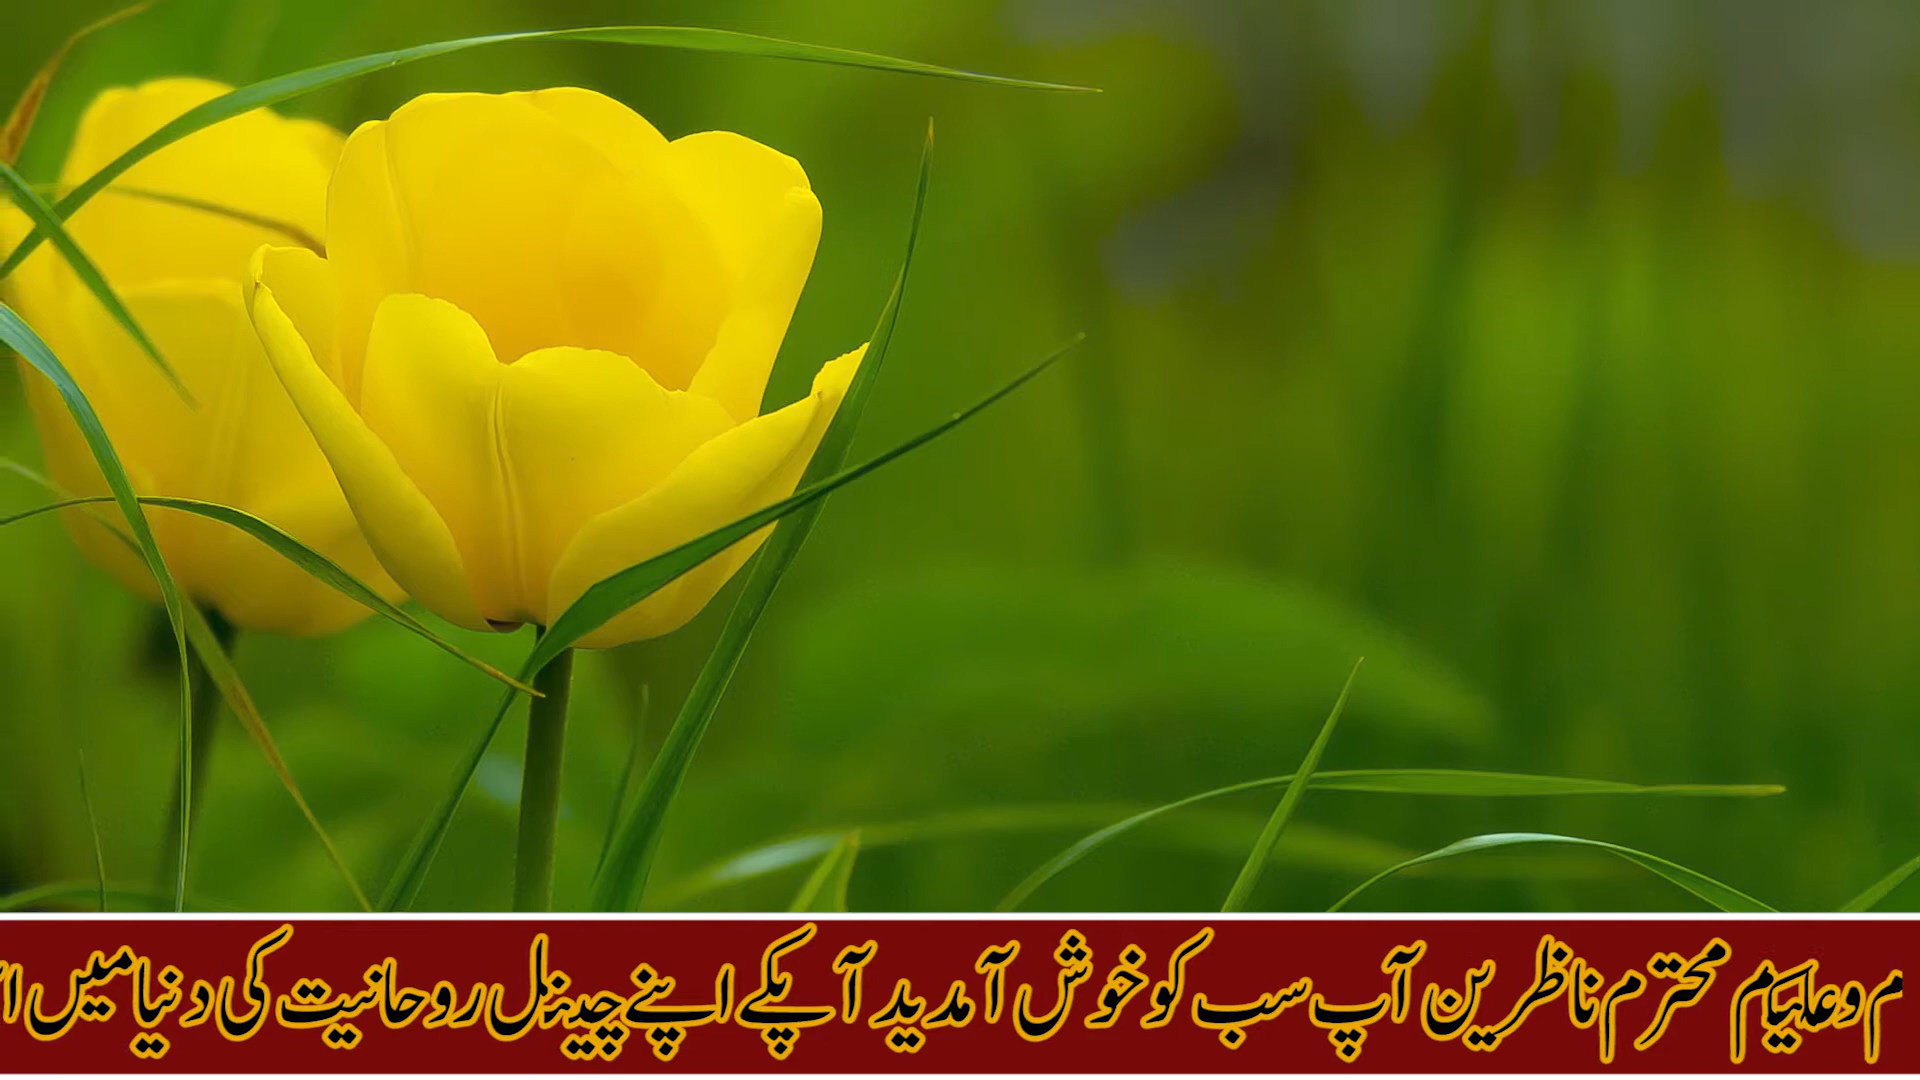 م وعلیکم محترم ناظرین آپ سب کو خوش آمدید آپکے اپنے چینل روحانیت کی دنیا میں